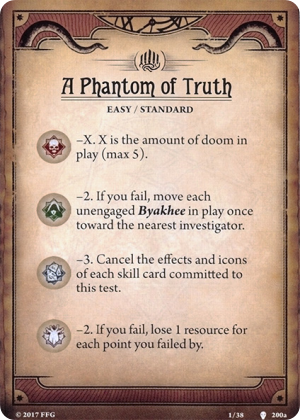 A Phantom of Truth
EASY / STANDARD
–X. X is the amount of doom in
play (max 5).
–2. If you fail, move each
unengaged Byakhee in play once
toward the nearest investigator.
–3. Cancel the effects and icons
of each skill card committed to
this test.
–2. If you fail, lose 1 resource for
each point you failed by.
© 2017 FFG 1/38 200a